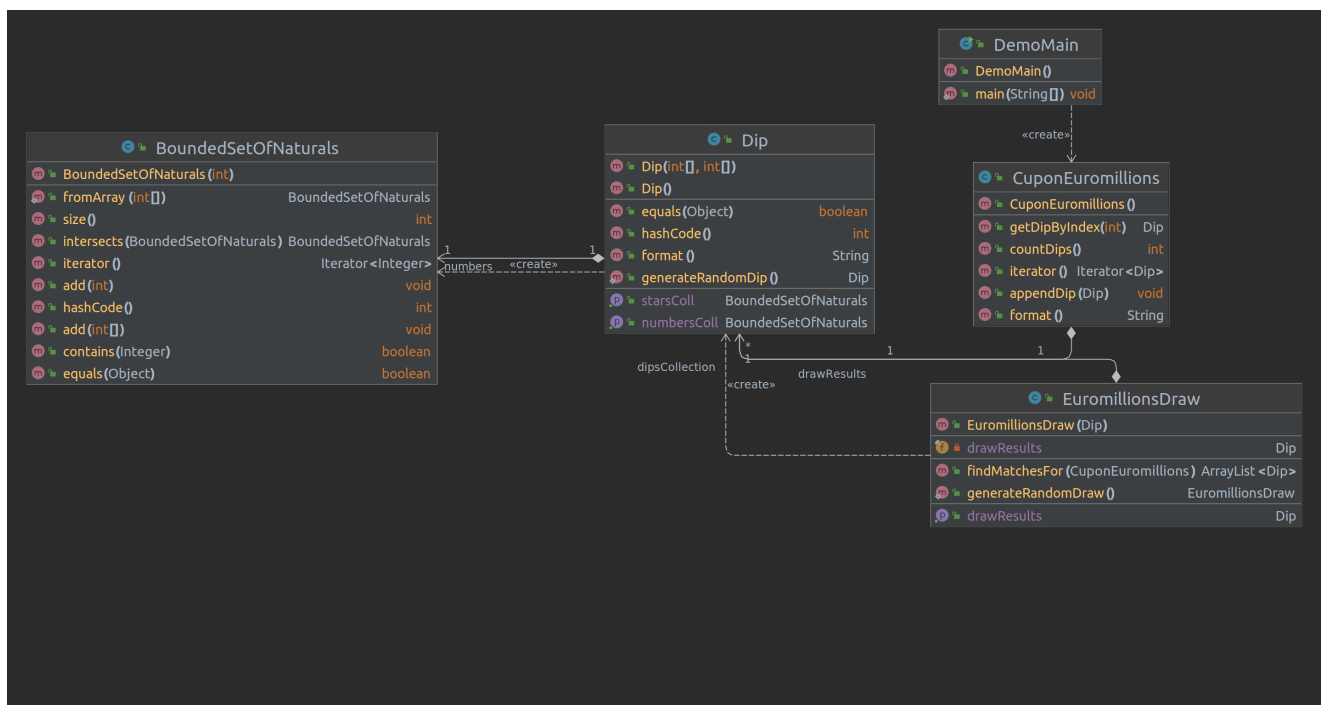 DemoMain
DemoMain()
main(String[]) void
«create»
BoundedSetOfNaturals
BoundedSetOfNaturals(int)
fromArray(int[]) BoundedSetOfNaturals
size() int
intersects(BoundedSetOfNaturals) BoundedSetOfNaturals
iterator() Iterator<Integer>
add(int) void
hashCode() int
add(int[]) void
contains(Integer) boolean
equals(Object) boolean
1
1
numbers
«create»
Dip
Dip(int[], int[])
Dip()
equals(Object) boolean
hashCode() int
format() String
generateRandomDip() Dip
starsColl BoundedSetOfNaturals
numbersColl BoundedSetOfNaturals
CuponEuromillions
CuponEuromillions()
getDipByIndex(int) Dip
countDips() int
iterator() Iterator<Dip>
appendDip(Dip) void
format() String
*
1
1
1
dipsCollection
drawResults
«create»
EuromillionsDraw
EuromillionsDraw(Dip)
drawResults Dip
findMatchesFor(CuponEuromillions) ArrayList<Dip>
generateRandomDraw() EuromillionsDraw
drawResults Dip